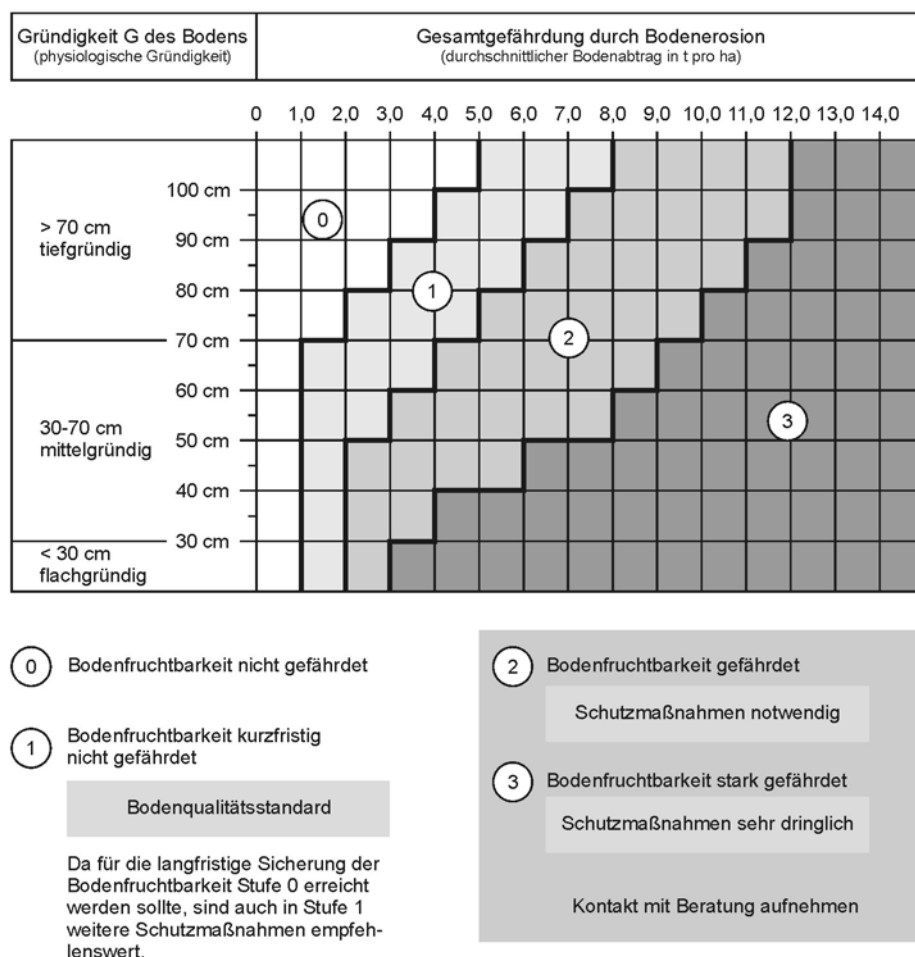 Gründigkeit G des Bodens
(physiologische Gründigkeit)
Gesamtgefährdung durch Bodenerosion
(durchschnittlicher Bodenabtrag in t pro ha)
0 1,0 2,0 3,0 4,0 5,0 6,0 7,0 8,0 9,0 10,0 11,0 12,0 13,0 14,0
> 70 cm
tiefgründig
100 cm
90 cm
80 cm
70 cm
30-70 cm
mittelgründig
60 cm
50 cm
40 cm
30 cm
< 30 cm
flachgründig
0
1
2
3
0 Bodenfruchtbarkeit nicht gefährdet
1 Bodenfruchtbarkeit kurzfristig
nicht gefährdet
Bodenqualitätsstandard
Da für die langfristige Sicherung der
Bodenfruchtbarkeit Stufe 0 erreicht
werden sollte, sind auch in Stufe 1
weitere Schutzmaßnahmen empfeh-
lenswert.
2 Bodenfruchtbarkeit gefährdet
Schutzmaßnahmen notwendig
3 Bodenfruchtbarkeit stark gefährdet
Schutzmaßnahmen sehr dringlich
Kontakt mit Beratung aufnehmen